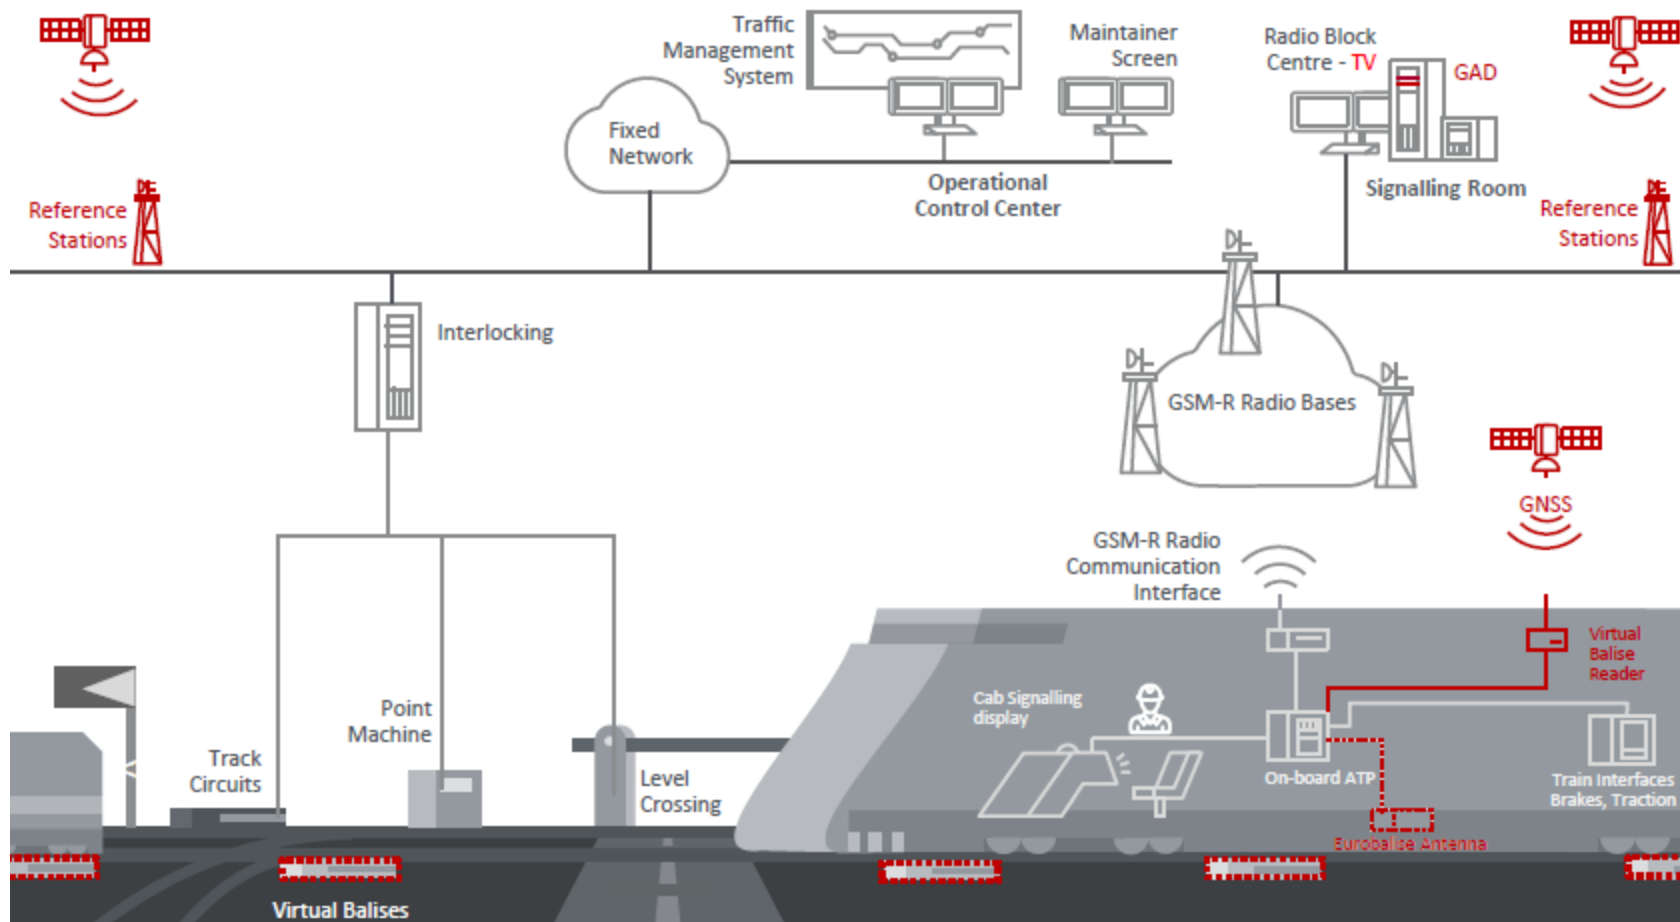 Traffic
Management
System
Maintainer
Screen
Radio Block
Centre - TV
GAD
Fixed
Network
Operational
Control Center
Signalling Room
Reference
Stations
Reference
Stations
Interlocking
GSM-R Radio Bases
GNSS
GSM-R Radio
Communication
Interface
Virtual
Balise
Reader
Cab Signalling
display
Point
Machine
Track
Circuits
Level
Crossing
On-board ATP
Train Interfaces
Brakes, Traction
Eurobalise Antenna
Virtual Balises